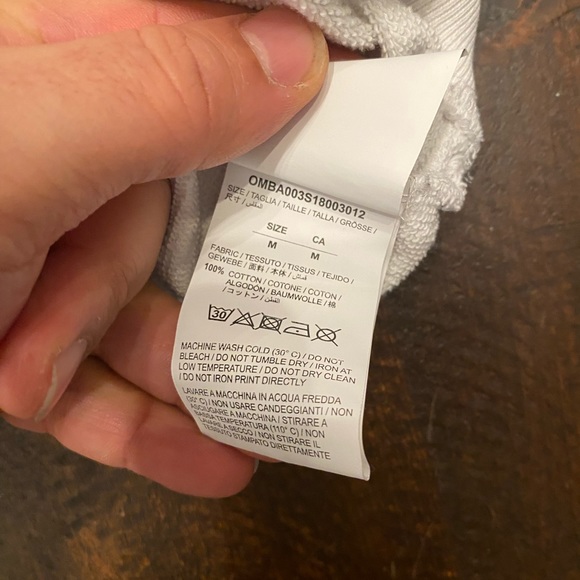 OMBA003S18003012
SIZE / TAGLIA / TAILLE / TALLA / GRÖSSE /
尺寸 / المقاس
SIZE CA
M M
FABRIC / TESSUTO / TISSUS / TEJIDO /
GEWEBE / 面料 / 本体 / قماش
100% COTTON / COTONE / COTON /
ALGODÓN / BAUMWOLLE / 棉
/ コットン / القطن
30
MACHINE WASH COLD (30° C) / DO NOT
BLEACH / DO NOT TUMBLE DRY / IRON AT
LOW TEMPERATURE / DO NOT DRY CLEAN
/ DO NOT IRON PRINT DIRECTLY
LAVARE A MACCHINA IN ACQUA FREDDA
(30° C) / NON USARE CANDEGGIANTI / NON
ASCIUGARE A MACCHINA / STIRARE A
BASSA TEMPERATURA (110° C) / NON
LAVARE A SECCO / NON STIRARE IL
TESSUTO STAMPATO DIRETTAMENTE